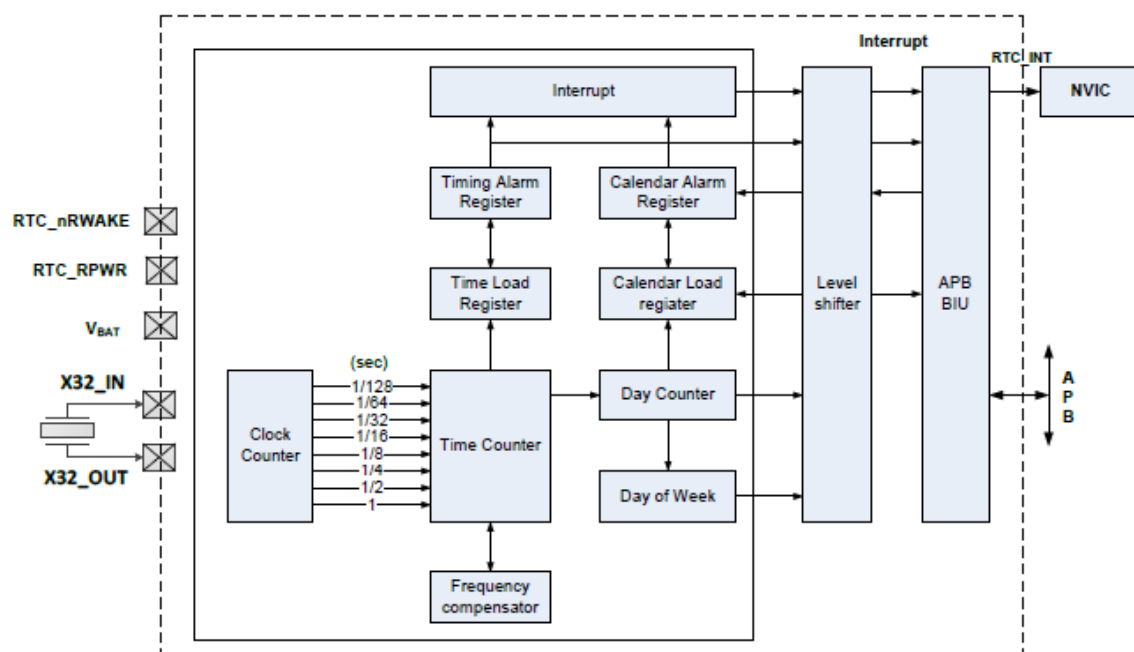 Interrupt
RTC_INT
Interrupt
NVIC
Timing Alarm
Register
Calendar Alarm
Register
RTC_nRWAKE
RTC_RPWR
Time Load
Register
Calendar Load
regiater
Level
shifter
APB
BIU
VBAT
(sec)
X32_IN
1/128
1/64
1/32
1/16
1/8
1/4
1/2
1
Clock
Counter
Time Counter
Day Counter
A
P
B
X32_OUT
Day of Week
Frequency
compensator